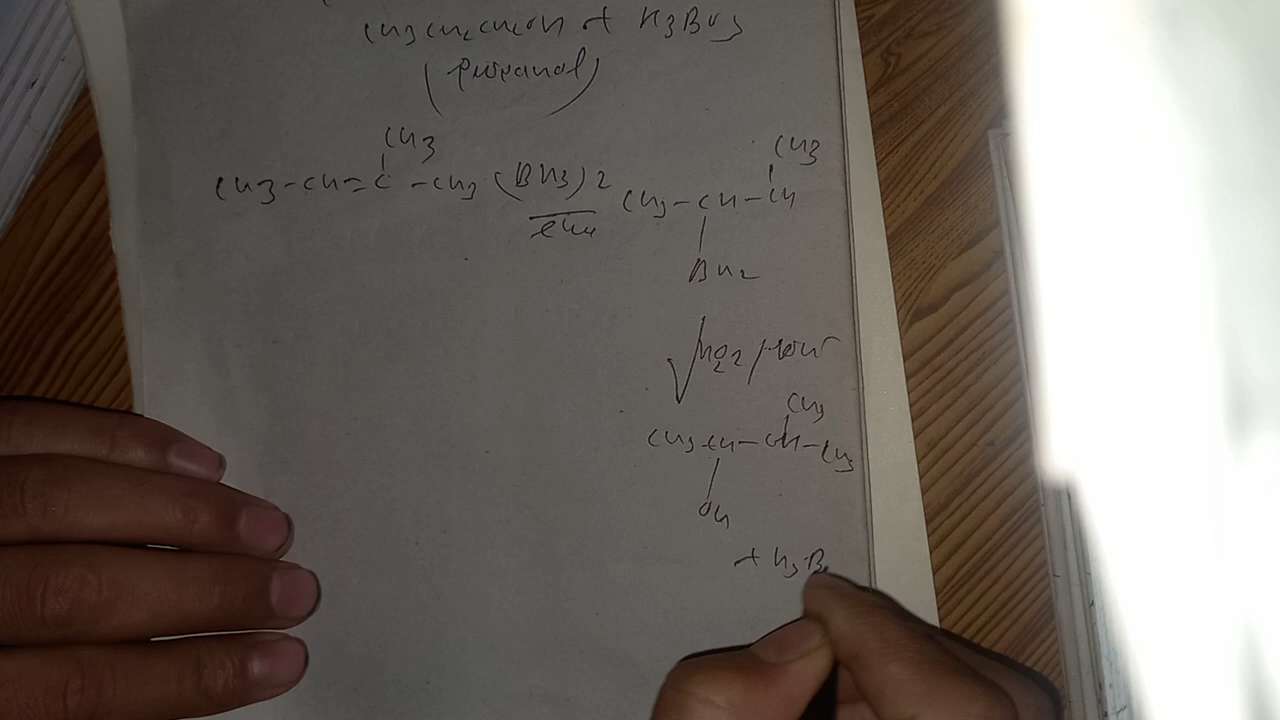 CH3CH2CH2OH + H3BO3
(propanol)
CH3
CH3-CH=C-CH3 (BH3)2 CH3-CH-CH
CH3
BH2
H2O2
CH3
CH3-CH-CH-CH3
OH
+ H3B